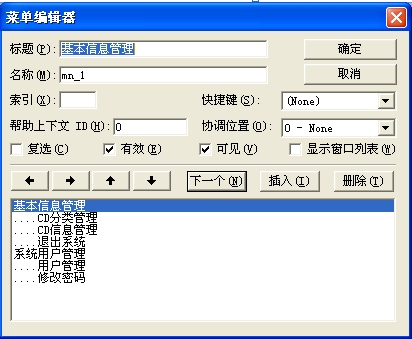 菜单编辑器
标题(P): 基本信息管理 确定
名称(M): mn_1 取消
索引(X): 快捷键(S): (None)
帮助上下文 ID(H): 0 协调位置(O): 0 - None
复选(C) 有效(E) 可见(V) 显示窗口列表(W)
下一个(N) 插入(I) 删除(T)
基本信息管理
....CD分类管理
....CD信息管理
....退出系统
系统用户管理
....用户管理
....修改密码